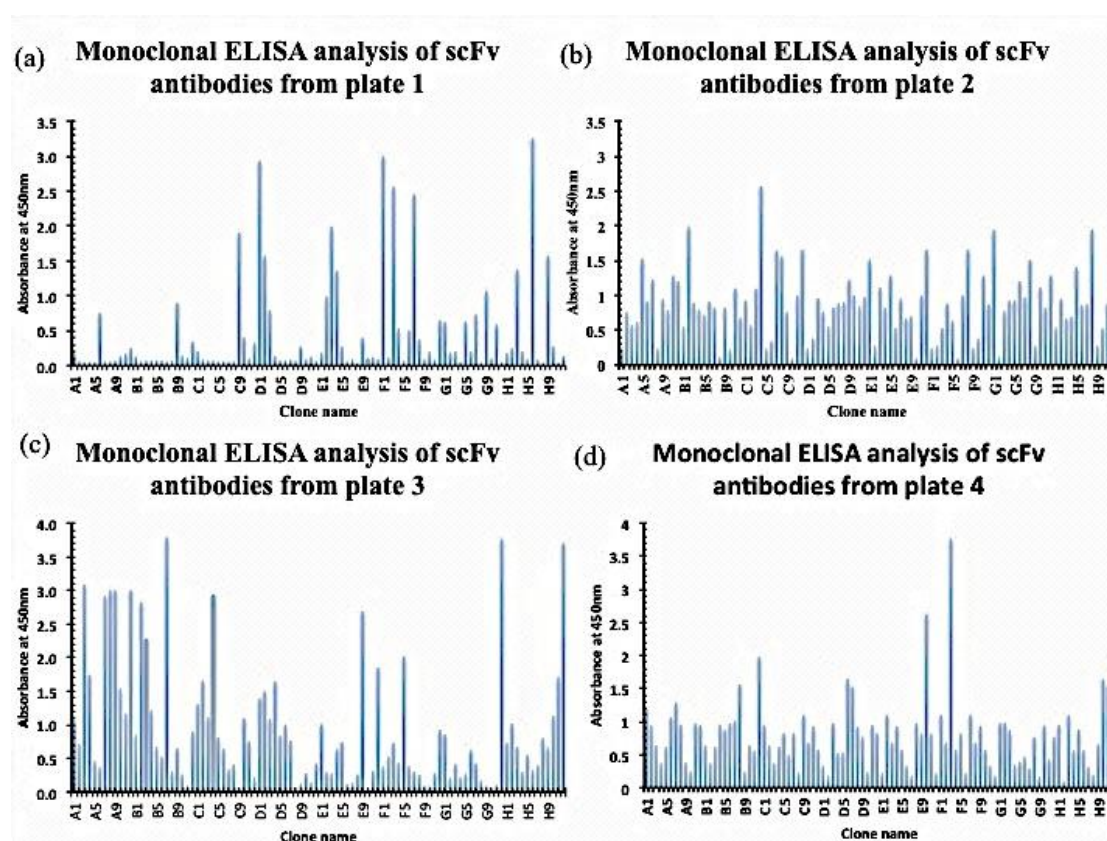 (a)
Monoclonal ELISA analysis of scFv
antibodies from plate 1
Absorbance at 450nm
3.5
3.0
2.5
2.0
1.5
1.0
0.5
0.0
A1 A5 A9 B1 B5 B9 C1 C5 C9 D1 D5 D9 E1 E5 E9 F1 F5 F9 G1 G5 G9 H1 H5 H9
Clone name
(b)
Monoclonal ELISA analysis of scFv
antibodies from plate 2
Absorbance at 450nm
3.5
3
2.5
2
1.5
1
0.5
0
A1 A5 A9 B1 B5 B9 C1 C5 C9 D1 D5 D9 E1 E5 E9 F1 F5 F9 G1 G5 G9 H1 H5 H9
Clone name
(c)
Monoclonal ELISA analysis of scFv
antibodies from plate 3
Absorbance at 450nm
4.0
3.5
3.0
2.5
2.0
1.5
1.0
0.5
0.0
A1 A5 A9 B1 B5 B9 C1 C5 C9 D1 D5 D9 E1 E5 E9 F1 F5 F9 G1 G5 G9 H1 H5 H9
Clone name
(d)
Monoclonal ELISA analysis of scFv
antibodies from plate 4
Absorbance at 450nm
4
3.5
3
2.5
2
1.5
1
0.5
0
A1 A5 A9 B1 B5 B9 C1 C5 C9 D1 D5 D9 E1 E5 E9 F1 F5 F9 G1 G5 G9 H1 H5 H9
Clone name